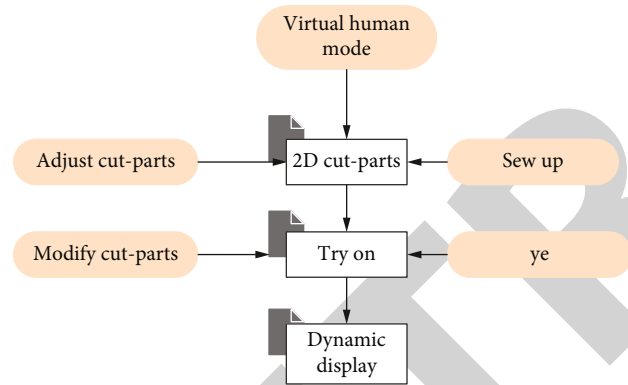 Virtual human
mode
Adjust cut-parts
2D cut-parts
Sew up
Modify cut-parts
Try on
ye
Dynamic
display